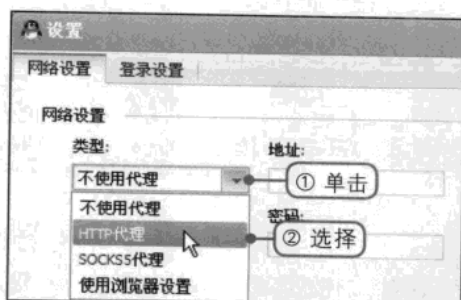 设置
网络设置 登录设置
网络设置
类型: 地址:
不使用代理 ① 单击
不使用代理 密码:
HTTP代理 ② 选择
SOCKS5代理
使用浏览器设置